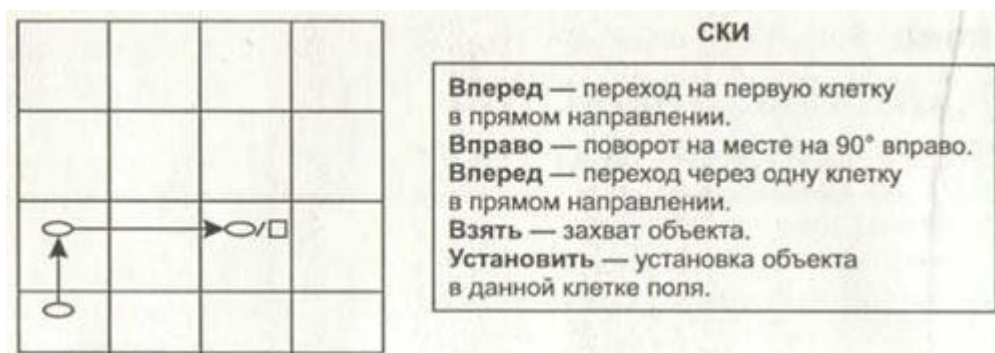 СКИ
Вперед — переход на первую клетку
в прямом направлении.
Вправо — поворот на месте на 90° вправо.
Вперед — переход через одну клетку
в прямом направлении.
Взять — захват объекта.
Установить — установка объекта
в данной клетке поля.